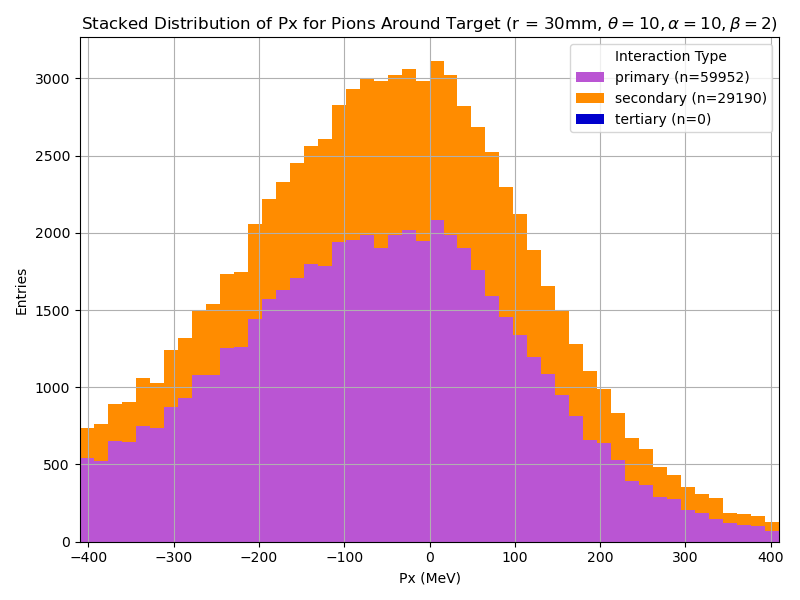 Stacked Distribution of Px for Pions Around Target (r = 30mm, θ = 10, α = 10, β = 2)
Interaction Type
primary (n=59952)
secondary (n=29190)
tertiary (n=0)
Entries
3000
2500
2000
1500
1000
500
0
−400 −300 −200 −100 0 100 200 300 400
Px (MeV)